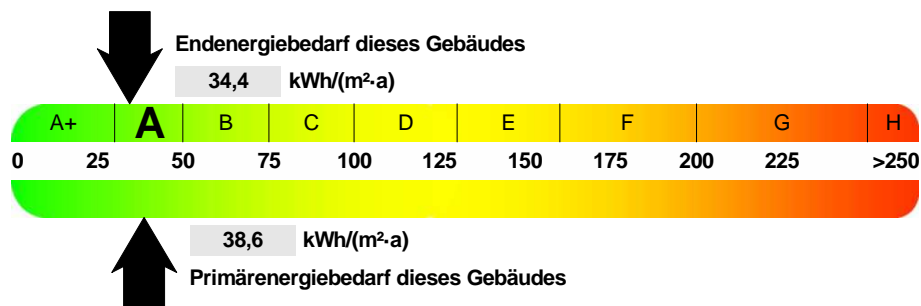 Endenergiebedarf dieses Gebäudes
34,4 kWh/(m²·a)
A+ A B C D E F G H
0 25 50 75 100 125 150 175 200 225 >250
38,6 kWh/(m²·a)
Primärenergiebedarf dieses Gebäudes